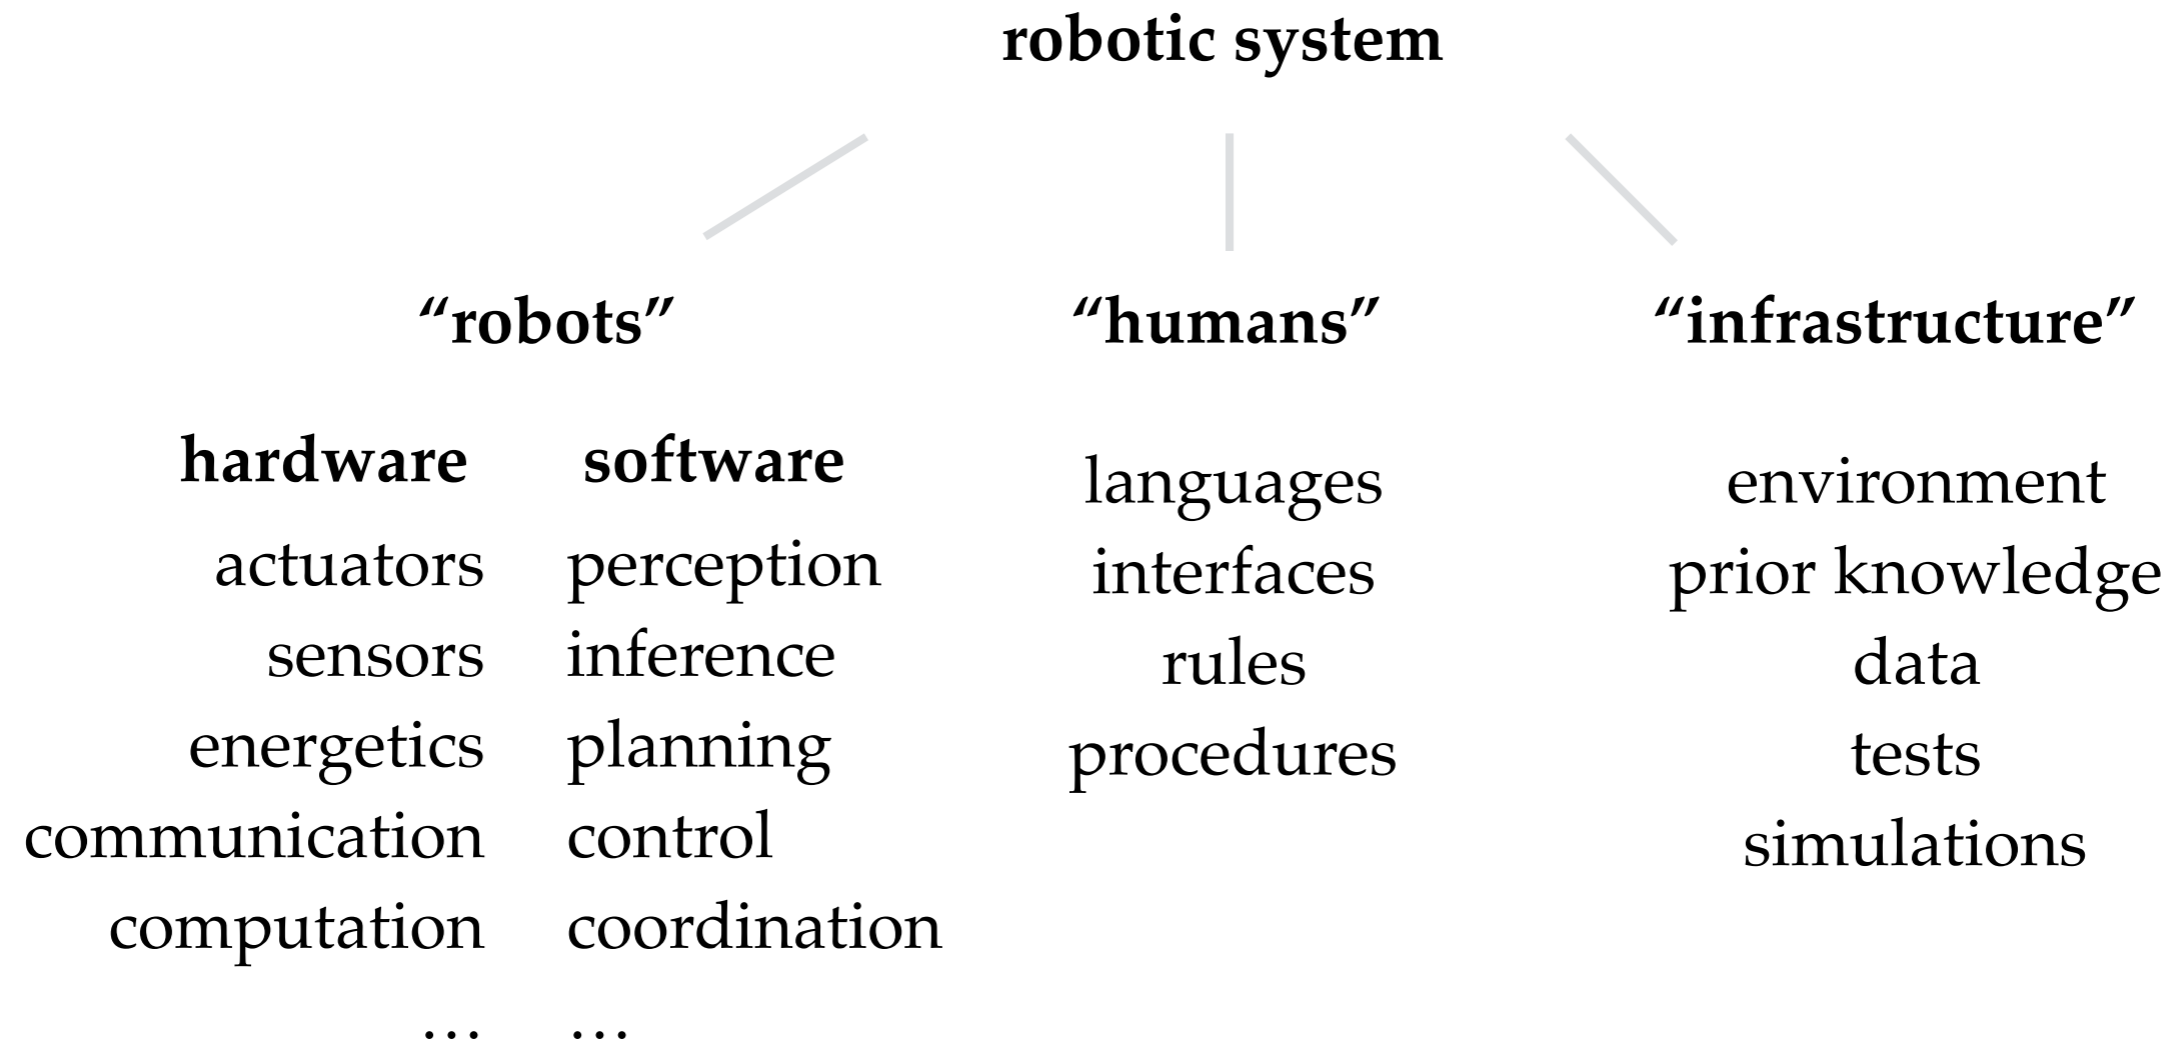 robotic system
“robots”
“humans”
“infrastructure”
hardware
actuators
sensors
energetics
communication
computation
…
software
perception
inference
planning
control
coordination
…
languages
interfaces
rules
procedures
environment
prior knowledge
data
tests
simulations